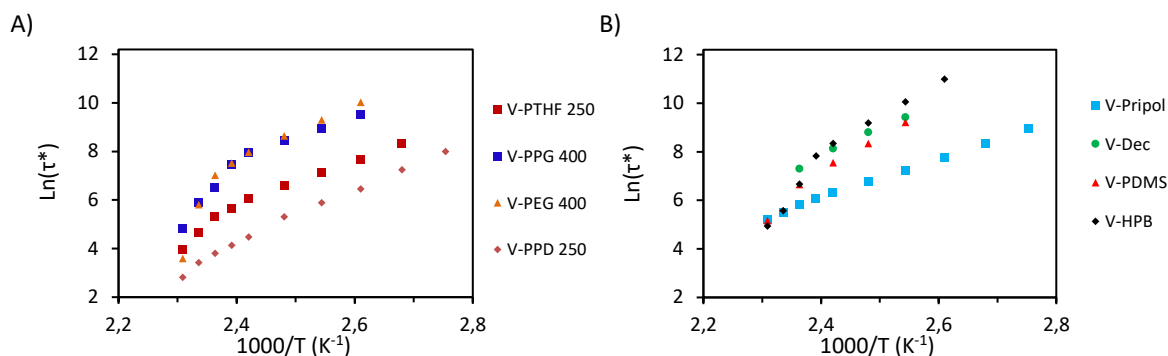 A)
Ln(τ*)
12
10
8
6
4
2
2,2
2,4
2,6
2,8
1000/T (K⁻¹)
V-PTHF 250
V-PPG 400
V-PEG 400
V-PPD 250
B)
Ln(τ*)
12
10
8
6
4
2
2,2
2,4
2,6
2,8
1000/T (K⁻¹)
V-Pripol
V-Dec
V-PDMS
V-HPB